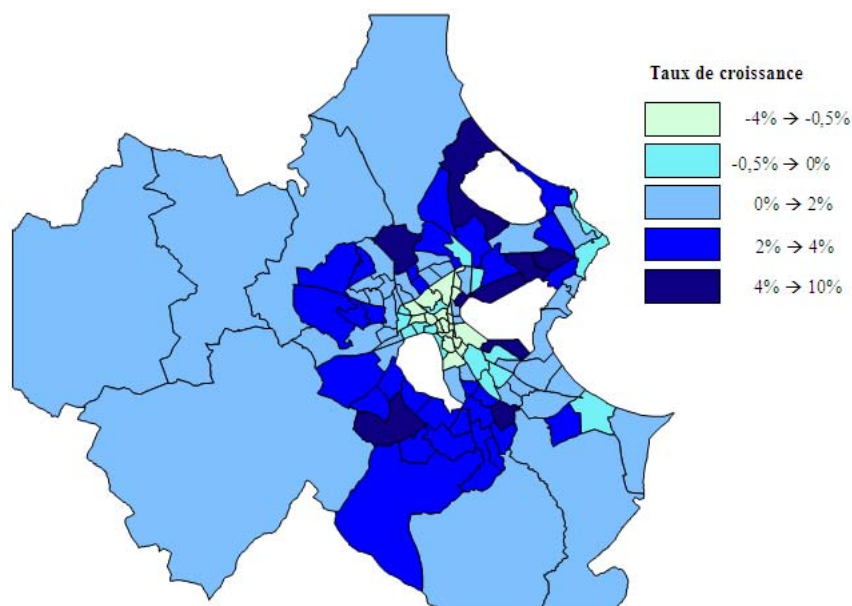 Taux de croissance
-4% → -0,5%
-0,5% → 0%
0% → 2%
2% → 4%
4% → 10%